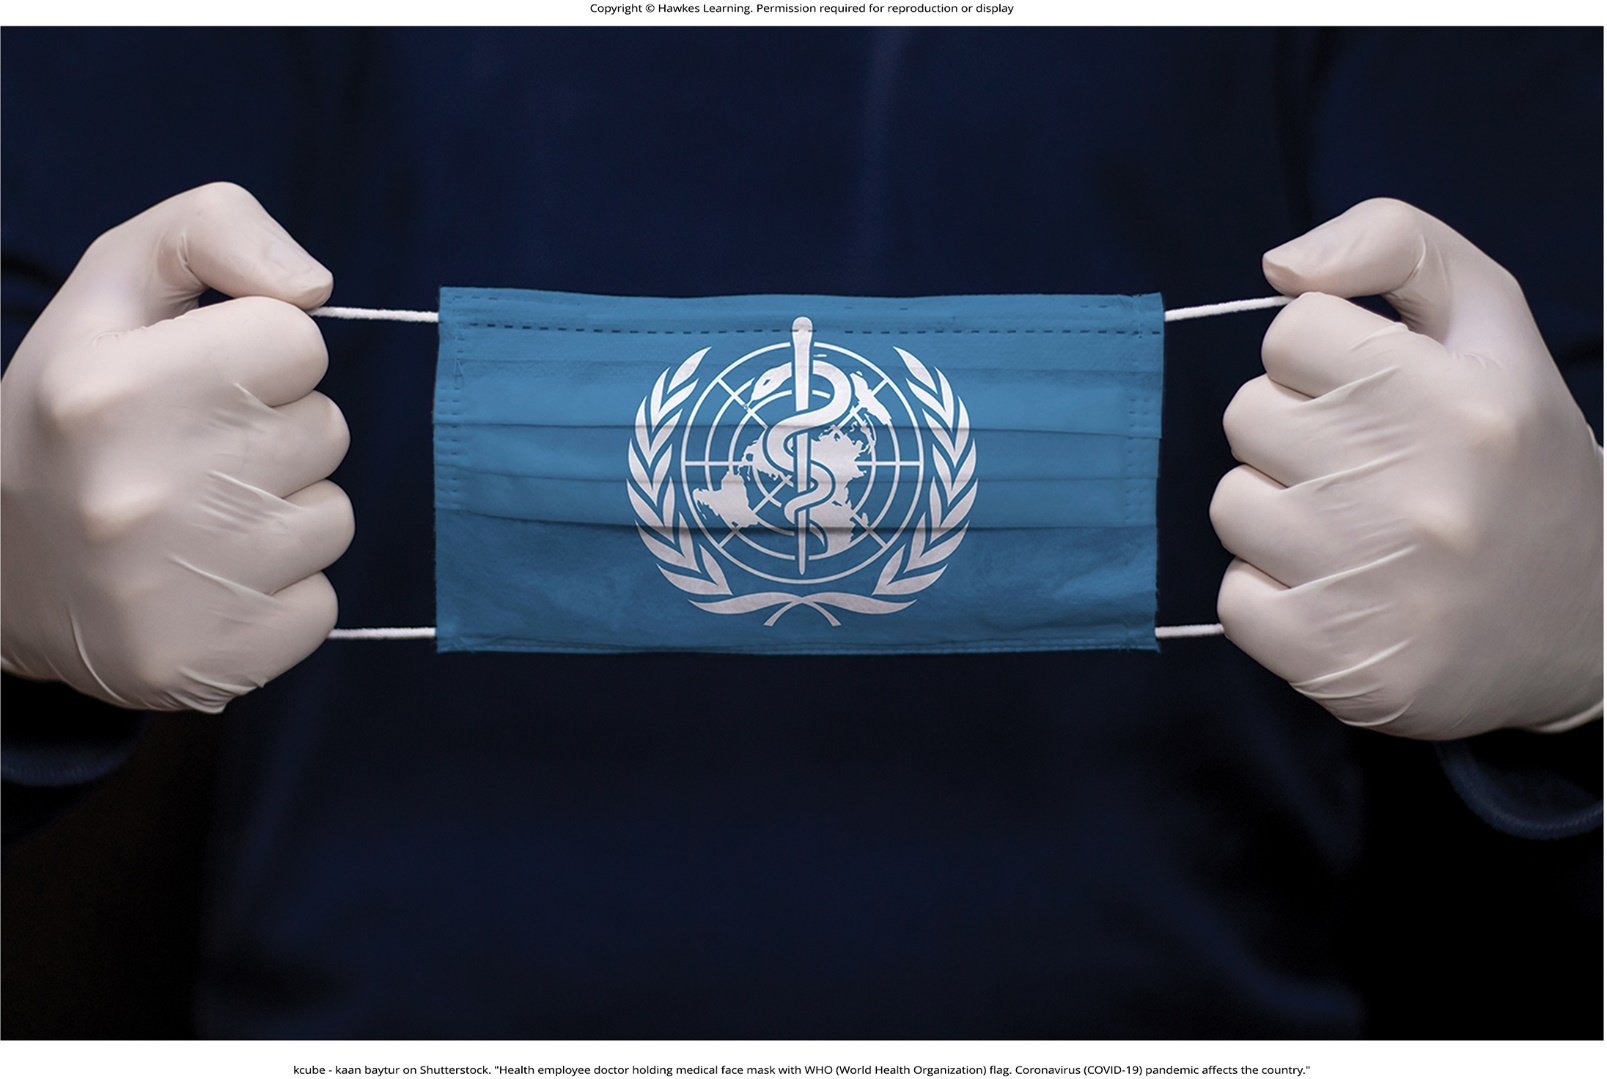 Copyright © Hawkes Learning. Permission required for reproduction or display
kcube - kaan baytur on Shutterstock. "Health employee doctor holding medical face mask with WHO (World Health Organization) flag. Coronavirus (COVID-19) pandemic affects the country."